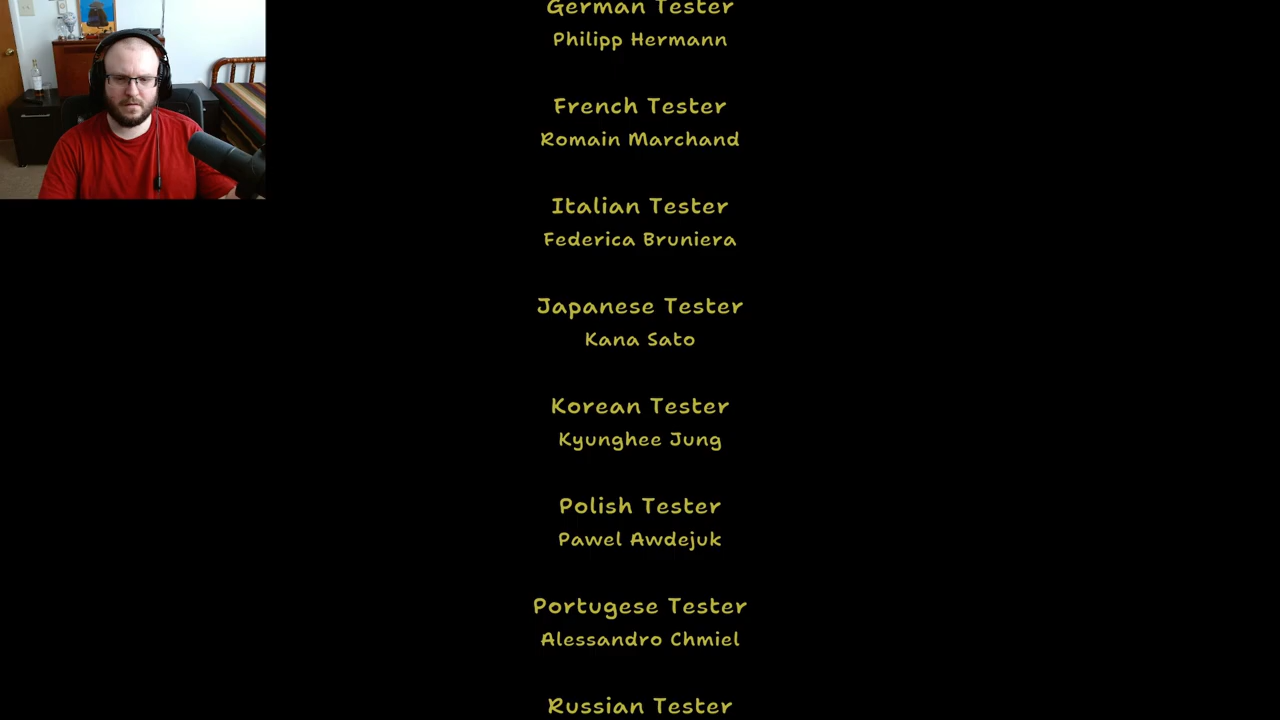 German Tester
Philipp Hermann
French Tester
Romain Marchand
Italian Tester
Federica Bruniera
Japanese Tester
Kana Sato
Korean Tester
Kyunghee Jung
Polish Tester
Pawel Awdejuk
Portugese Tester
Alessandro Chmiel
Russian Tester